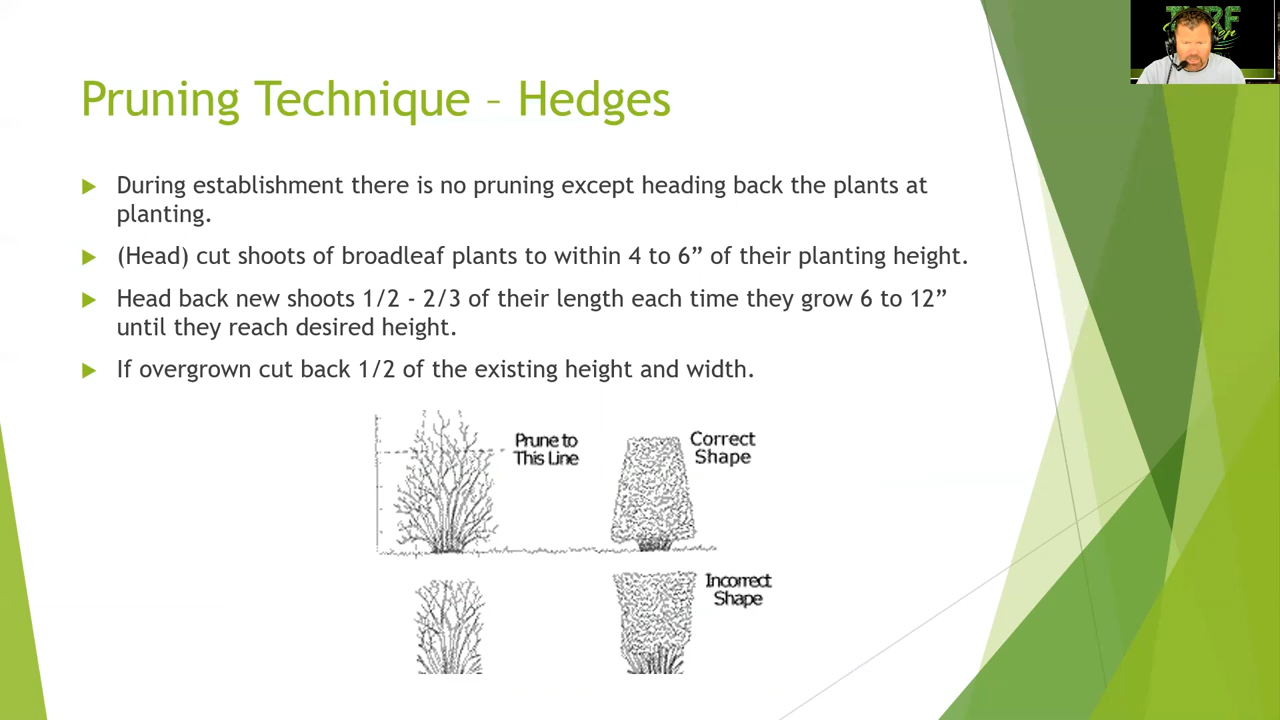 TURF
Pruning Technique – Hedges
During establishment there is no pruning except heading back the plants at
planting.
(Head) cut shoots of broadleaf plants to within 4 to 6” of their planting height.
Head back new shoots 1/2 - 2/3 of their length each time they grow 6 to 12”
until they reach desired height.
If overgrown cut back 1/2 of the existing height and width.
Prune to
This Line
Correct
Shape
Incorrect
Shape